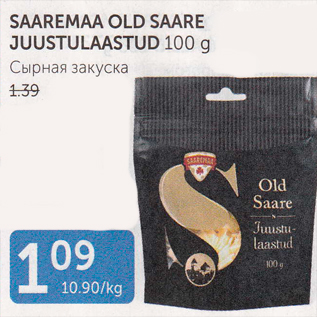 SAAREMAA OLD SAARE
JUUSTULAASTUD 100 g
Сырная закуска
1.39
SAAREMAA
Old
Saare
Juustu-
laastud
100 g
1 09
10.90/kg